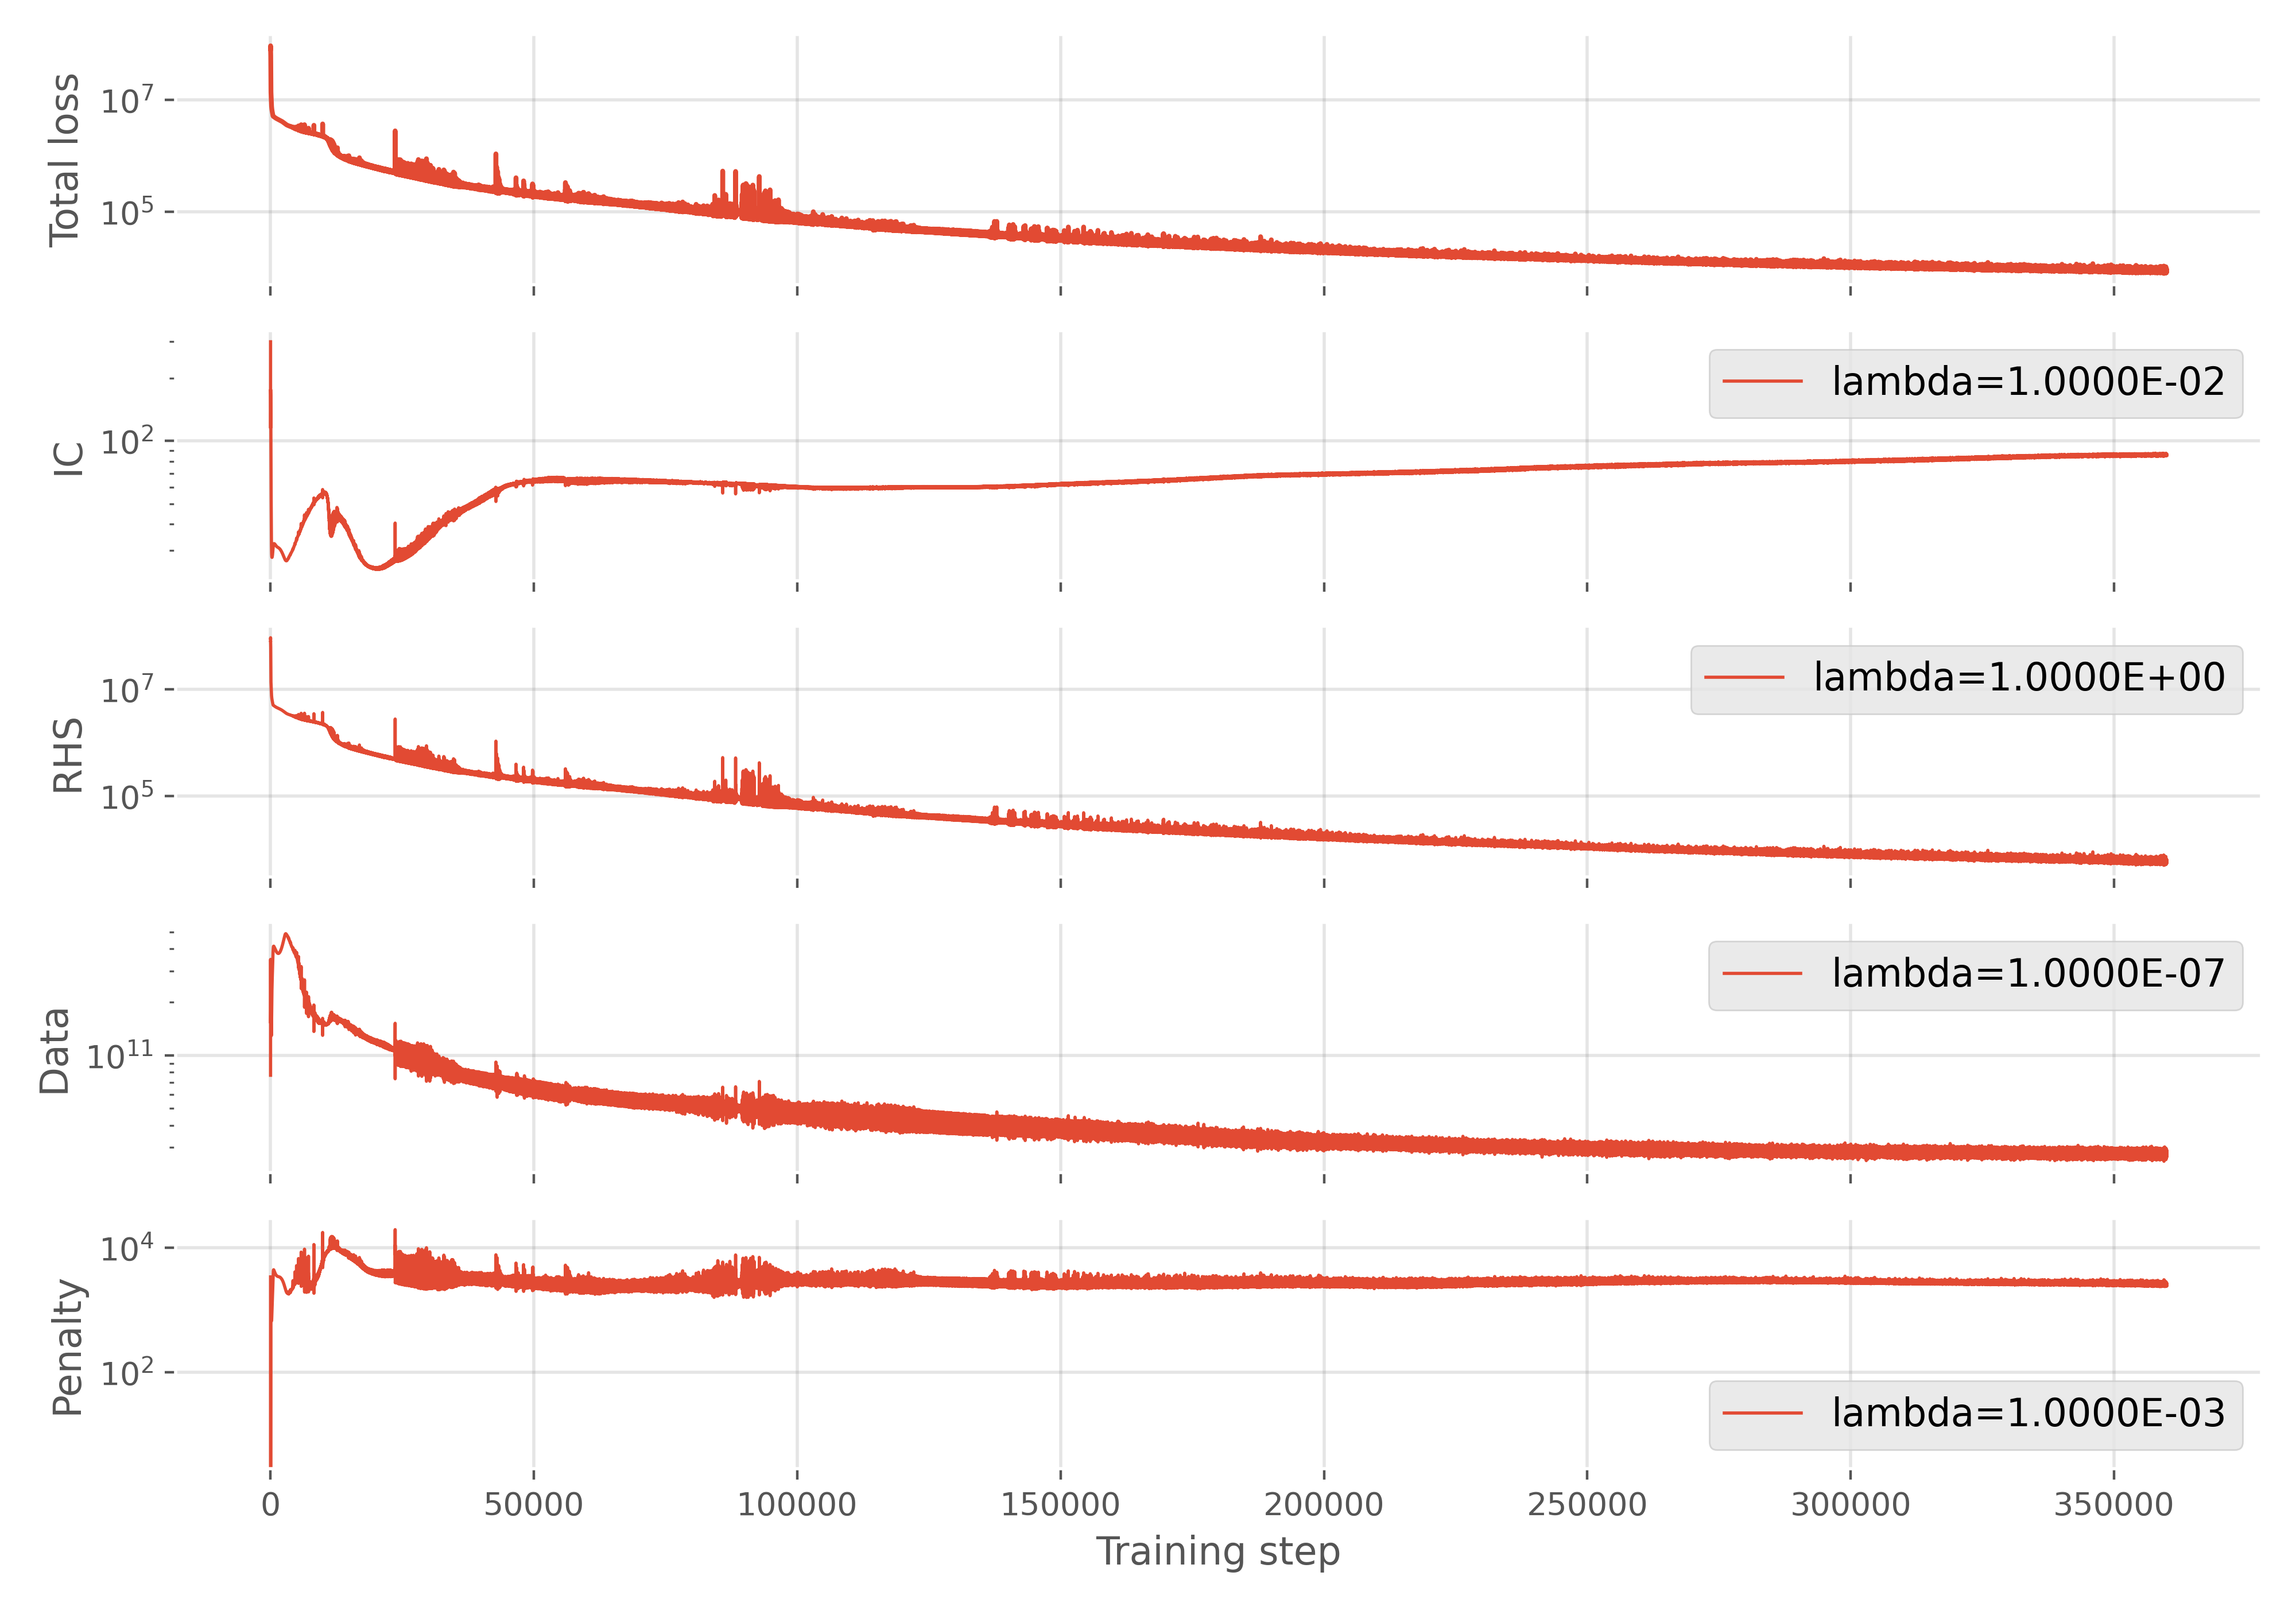 Total loss
10^7
10^5
IC
10^2
lambda=1.0000E-02
RHS
10^7
10^5
lambda=1.0000E+00
Data
10^11
lambda=1.0000E-07
Penalty
10^4
10^2
lambda=1.0000E-03
0 50000 100000 150000 200000 250000 300000 350000
Training step